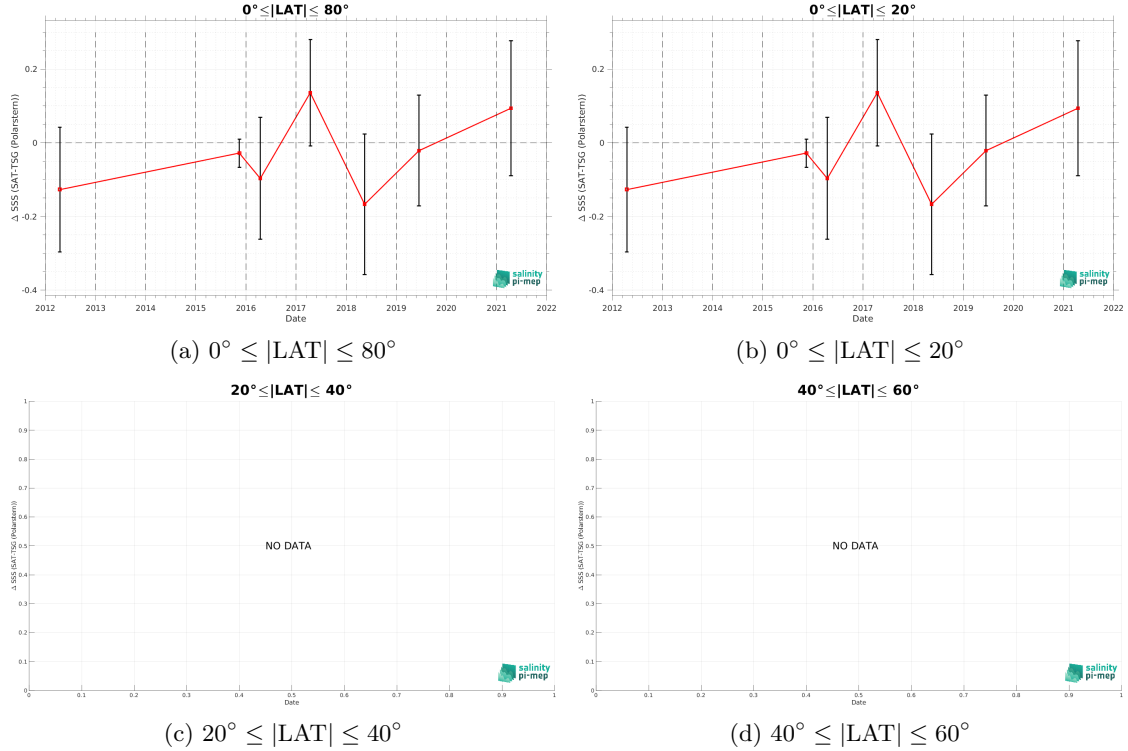 0°≤|LAT|≤ 80°
0.2
0
-0.2
-0.4
Δ SSS (SAT-TSG (Polarstern))
2012 2013 2014 2015 2016 2017 2018 2019 2020 2021 2022
Date
salinity
pi-mep
(a) 0° ≤ |LAT| ≤ 80°
0°≤|LAT|≤ 20°
0.2
0
-0.2
-0.4
Δ SSS (SAT-TSG (Polarstern))
2012 2013 2014 2015 2016 2017 2018 2019 2020 2021 2022
Date
salinity
pi-mep
(b) 0° ≤ |LAT| ≤ 20°
20°≤|LAT|≤ 40°
1
0.9
0.8
0.7
0.6
0.5
0.4
0.3
0.2
0.1
0
Δ SSS (SAT-TSG (Polarstern))
NO DATA
0 0.1 0.2 0.3 0.4 0.5 0.6 0.7 0.8 0.9 1
Date
salinity
pi-mep
(c) 20° ≤ |LAT| ≤ 40°
40°≤|LAT|≤ 60°
1
0.9
0.8
0.7
0.6
0.5
0.4
0.3
0.2
0.1
0
Δ SSS (SAT-TSG (Polarstern))
NO DATA
0 0.1 0.2 0.3 0.4 0.5 0.6 0.7 0.8 0.9 1
Date
salinity
pi-mep
(d) 40° ≤ |LAT| ≤ 60°